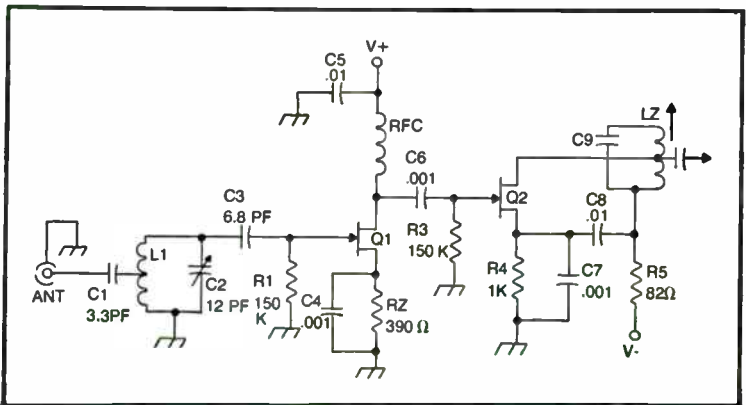 V+
C5
.01
RFC
LZ
C9
C6
.001
C3
6.8 PF
Q1
Q2
C8
.01
L1
R3
150 K
ANT
C1
3.3PF
C2
12 PF
R1
150
K
C4
.001
RZ
390 Ω
R4
1K
C7
.001
R5
82Ω
V-